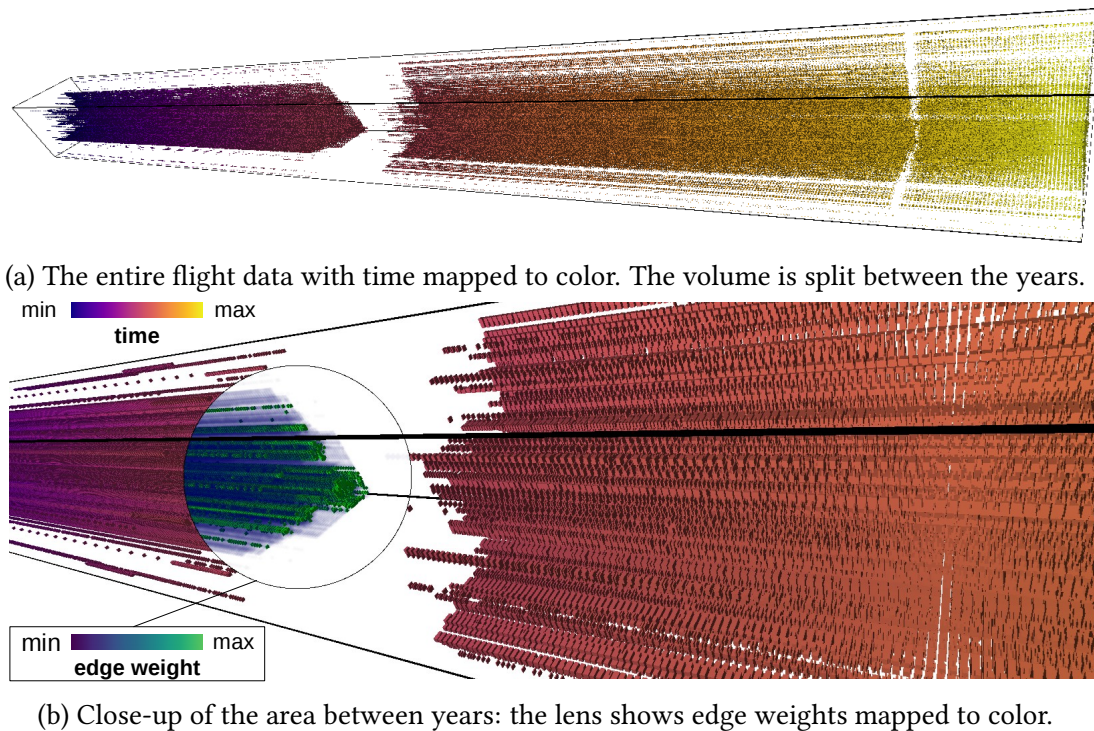 (a) The entire flight data with time mapped to color. The volume is split between the years.
min max
time
min max
edge weight
(b) Close-up of the area between years: the lens shows edge weights mapped to color.